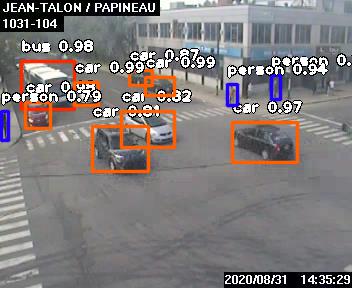 JEAN-TALON / PAPINEAU
1031-104
bus 0.98
car 0.87
car 0.99
car 0.99
person 0.94
person 0.79
car 0.82
car 0.97
car 0.81
2020/08/31 14:35:29